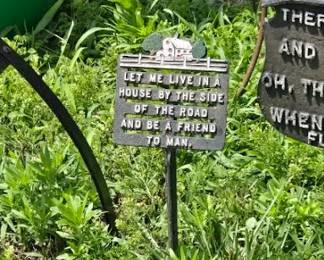 LET ME LIVE IN A
HOUSE BY THE SIDE
OF THE ROAD
AND BE A FRIEND
TO MAN.
THER
AND
OH, TH
WHEN
FL